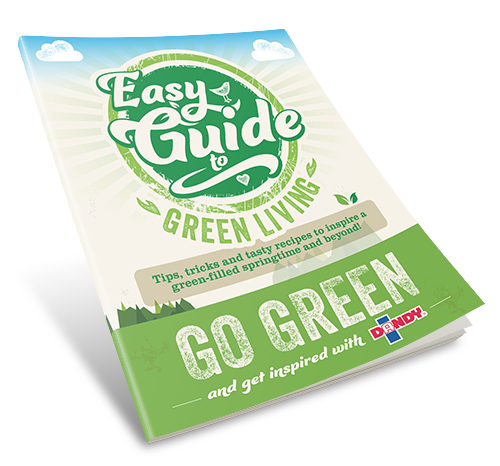 Easy
Guide
to
GREEN LIVING
Tips, tricks and tasty recipes to inspire a
green-filled springtime and beyond!
GO GREEN
and get inspired with DANDY®